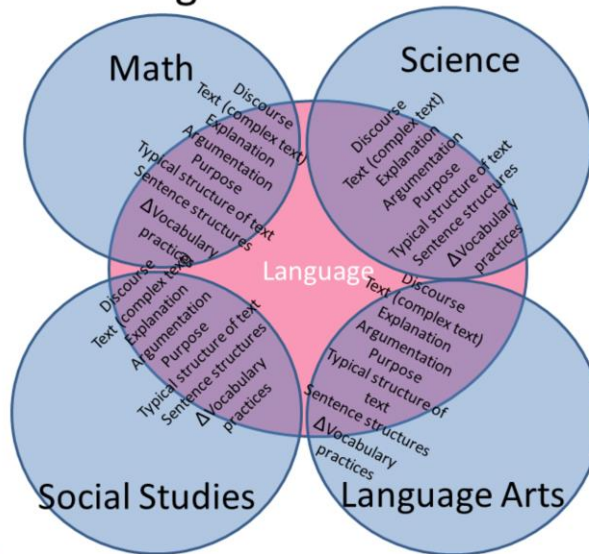 Math
Discourse
Text (complex text)
Explanation
Argumentation
Purpose
Typical structure of text
Sentence structures
ΔVocabulary
practices
Science
Discourse
Text (complex text)
Explanation
Argumentation
Purpose
Typical structure of text
Sentence structures
ΔVocabulary
practices
Language
Discourse
Text (complex text)
Explanation
Argumentation
Purpose
Typical structure of text
Sentence structures
ΔVocabulary
practices
Social Studies
Discourse
Text (complex text)
Explanation
Argumentation
Purpose
Typical structure of
text
Sentence structures
ΔVocabulary
practices
Language Arts